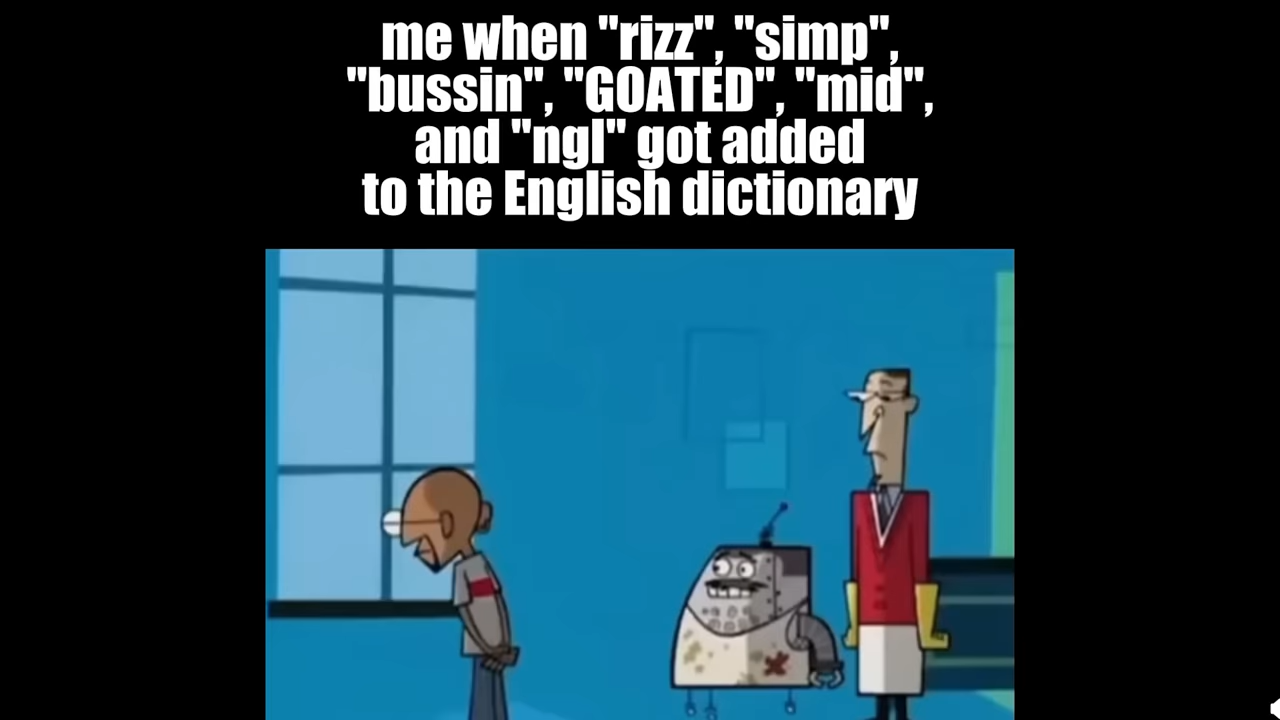 me when "rizz", "simp",
"bussin", "GOATED", "mid",
and "ngl" got added
to the English dictionary